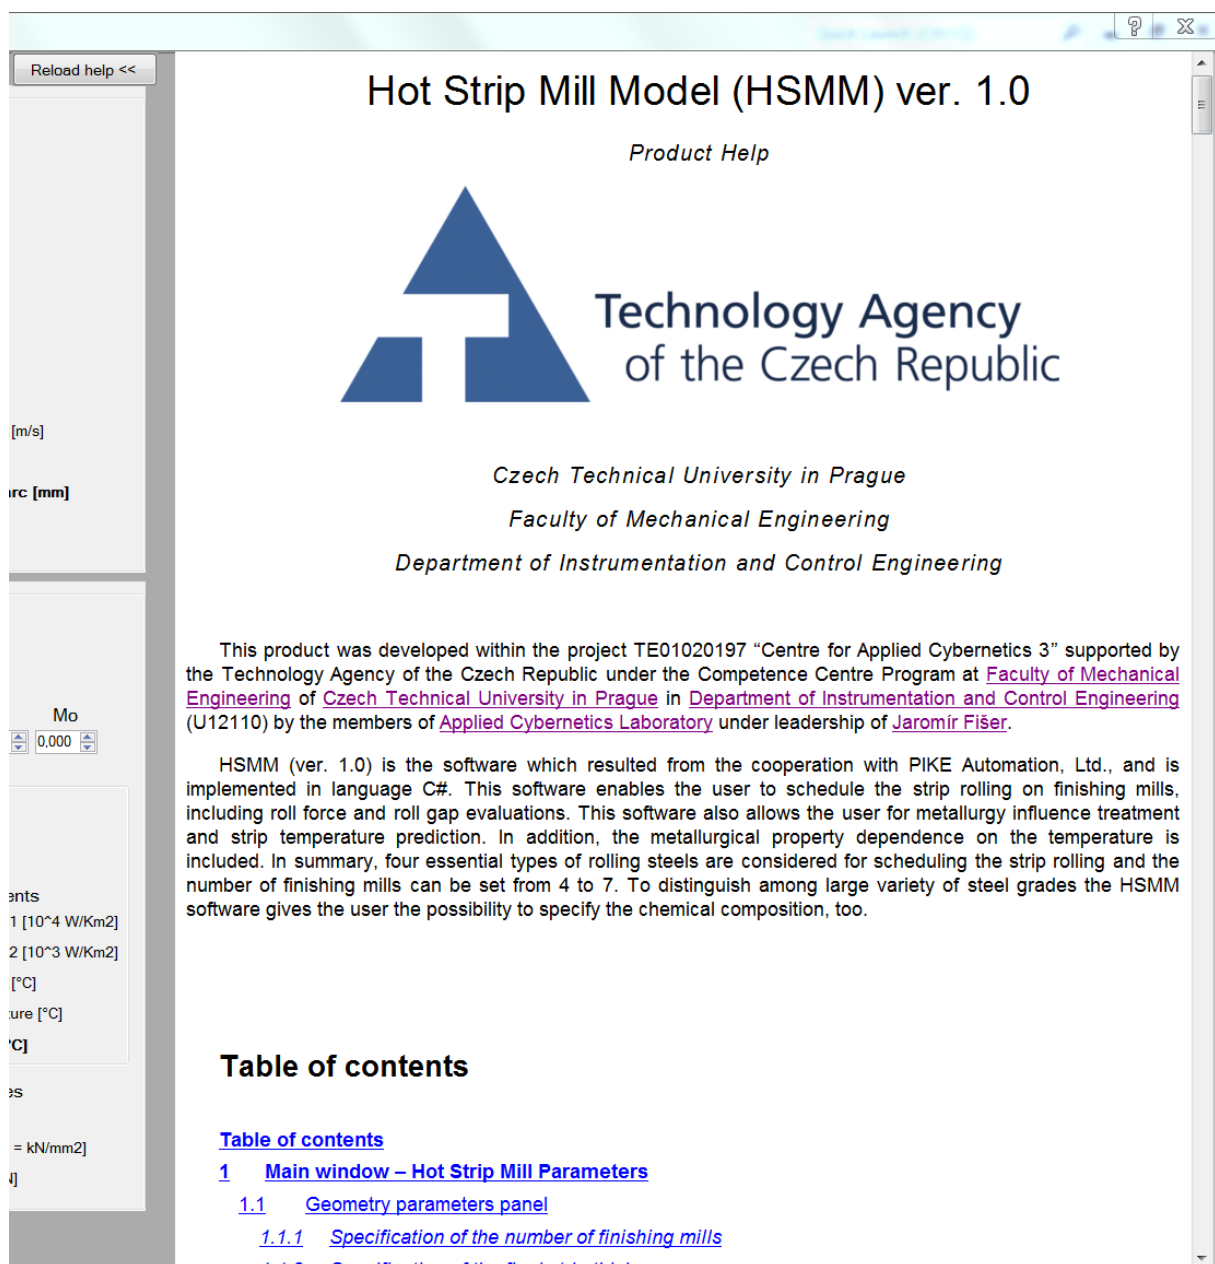 Reload help <<
Hot Strip Mill Model (HSMM) ver. 1.0
Product Help
Technology Agency
of the Czech Republic
[m/s]
[mm]
Czech Technical University in Prague
Faculty of Mechanical Engineering
Department of Instrumentation and Control Engineering
This product was developed within the project TE01020197 “Centre for Applied Cybernetics 3” supported by
the Technology Agency of the Czech Republic under the Competence Centre Program at Faculty of Mechanical
Engineering of Czech Technical University in Prague in Department of Instrumentation and Control Engineering
(U12110) by the members of Applied Cybernetics Laboratory under leadership of Jaromír Fišer.
Mo
0,000
HSMM (ver. 1.0) is the software which resulted from the cooperation with PIKE Automation, Ltd., and is
implemented in language C#. This software enables the user to schedule the strip rolling on finishing mills,
including roll force and roll gap evaluations. This software also allows the user for metallurgy influence treatment
and strip temperature prediction. In addition, the metallurgical property dependence on the temperature is
included. In summary, four essential types of rolling steels are considered for scheduling the strip rolling and the
number of finishing mills can be set from 4 to 7. To distinguish among large variety of steel grades the HSMM
software gives the user the possibility to specify the chemical composition, too.
ents
1 [10^4 W/Km2]
2 [10^3 W/Km2]
[°C]
ture [°C]
°C]
es
= kN/mm2]
Table of contents
Table of contents
1 Main window – Hot Strip Mill Parameters
1.1 Geometry parameters panel
1.1.1 Specification of the number of finishing mills